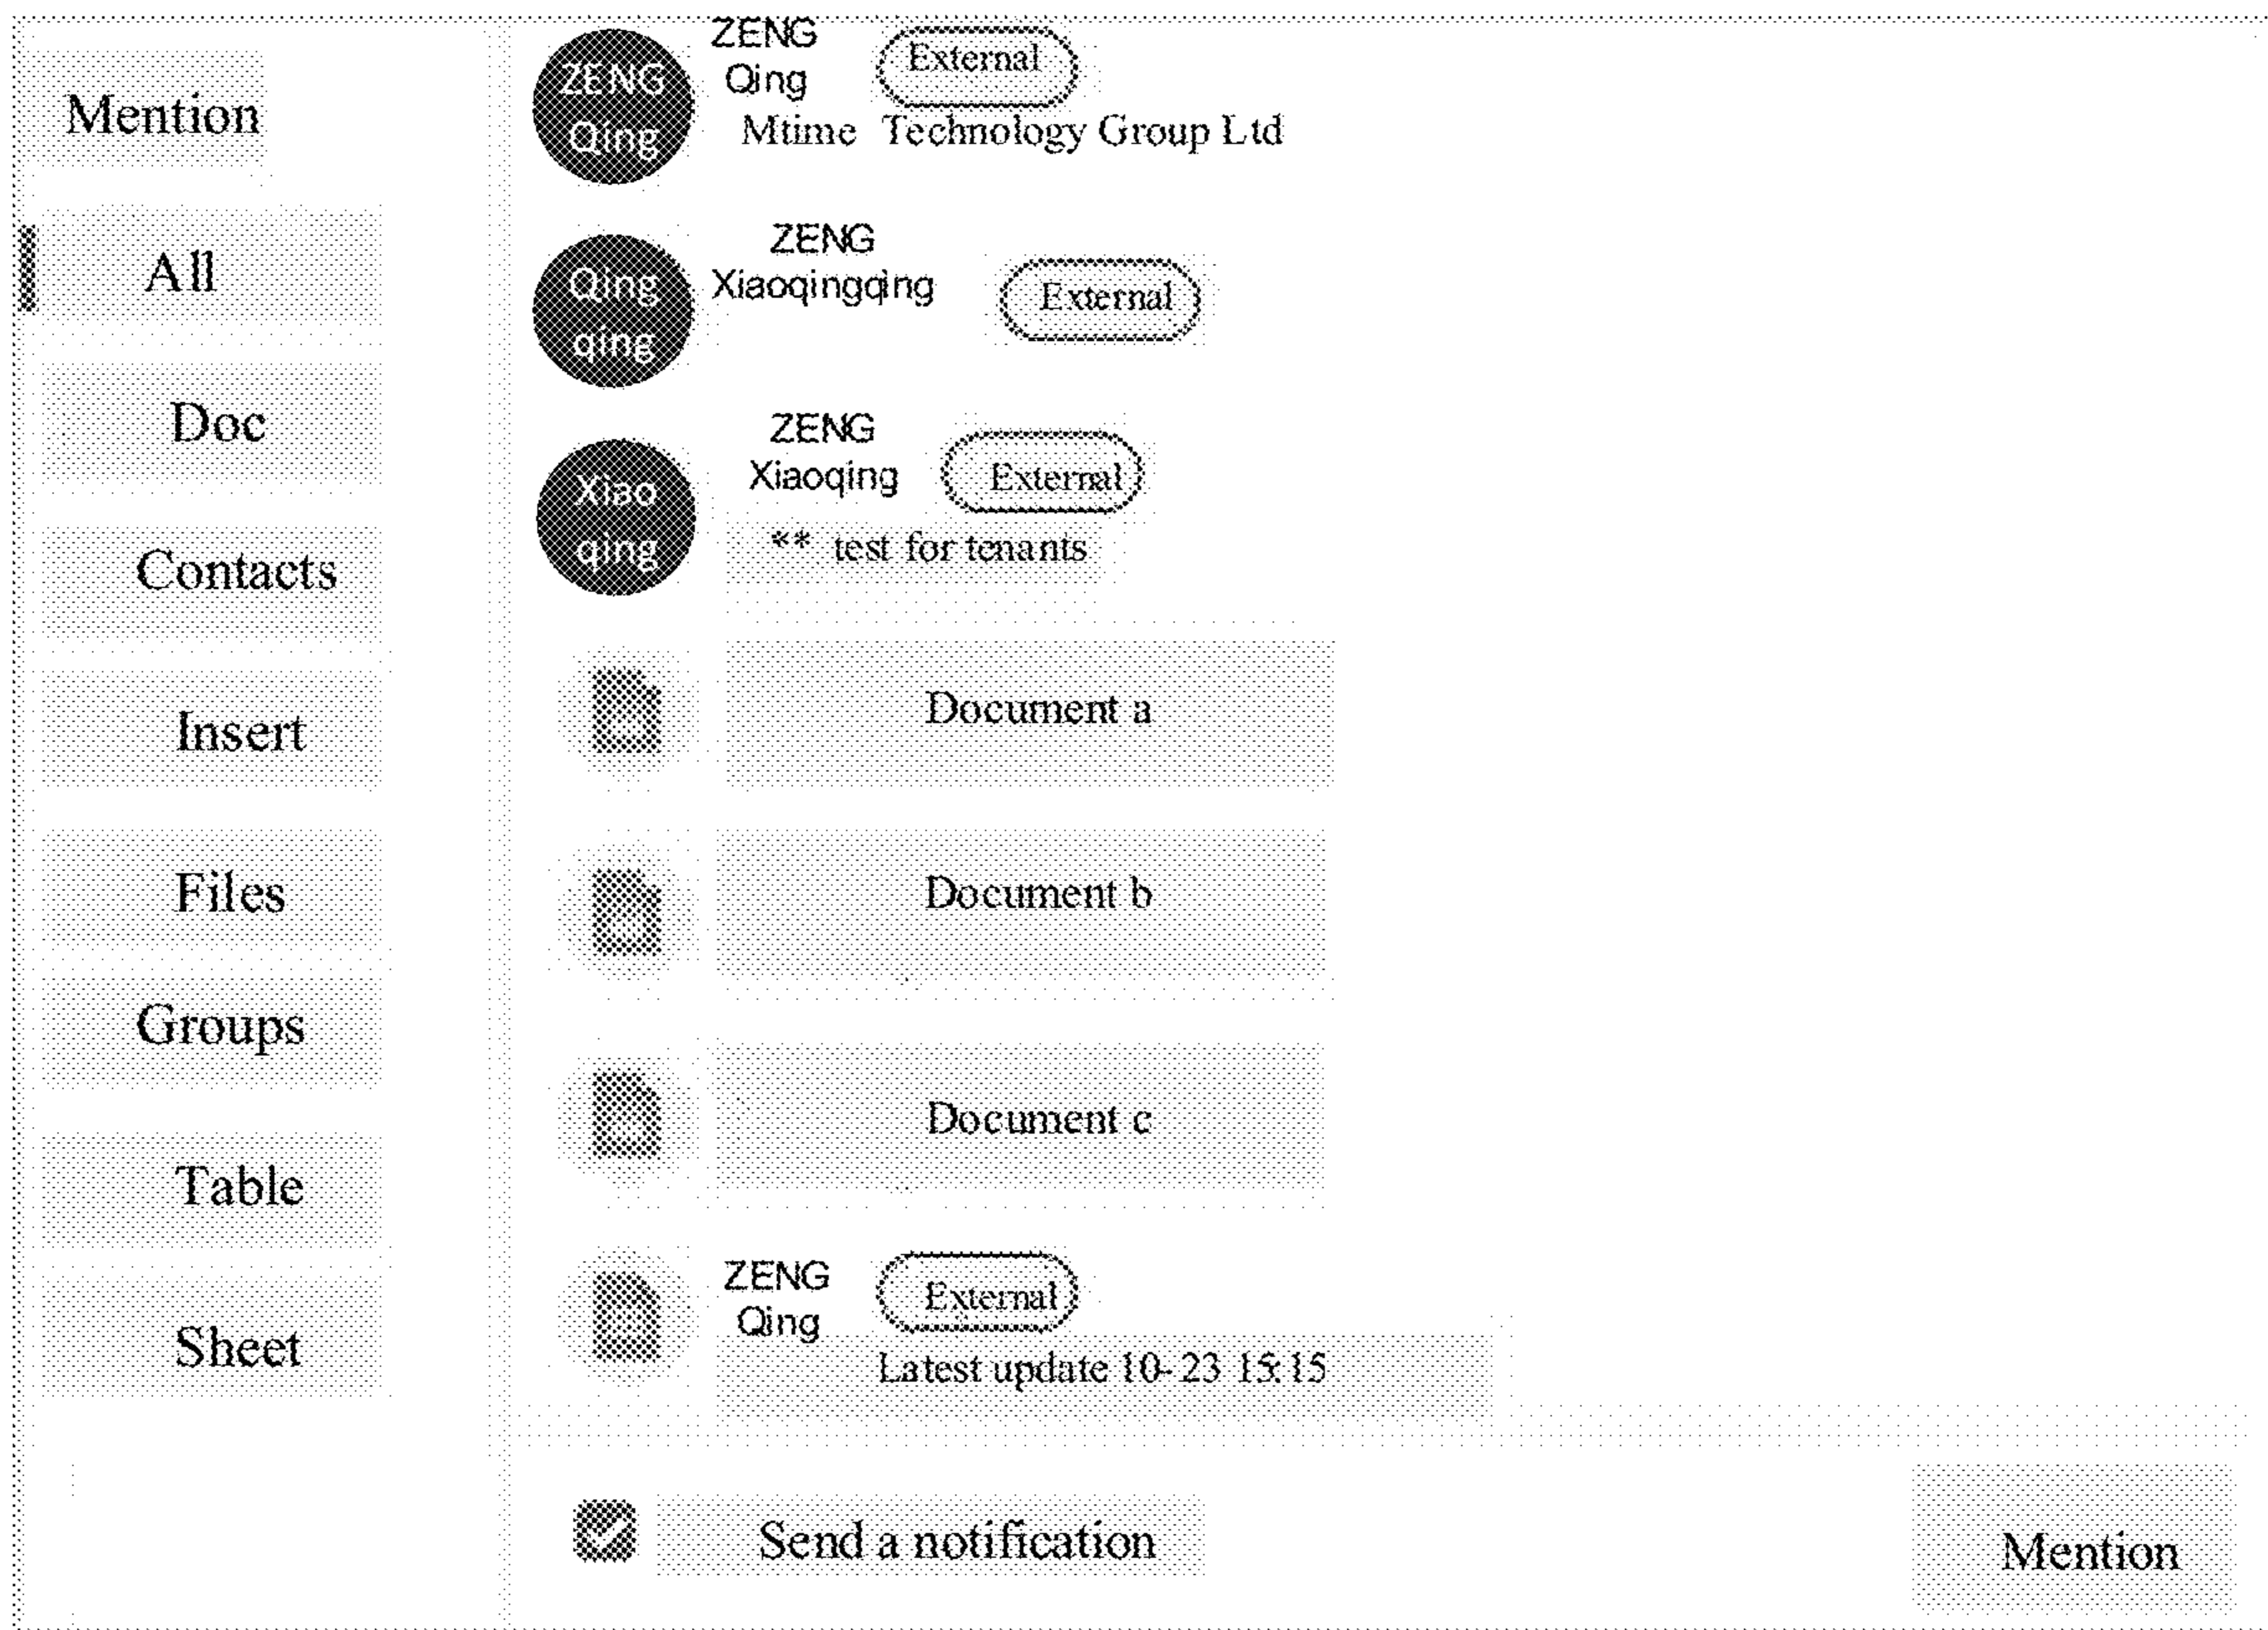 Mention
All
Doc
Contacts
Insert
Files
Groups
Table
Sheet
ZENG
Qing
ZENG
Qing
External
Mtime Technology Group Ltd
Qing
qing
ZENG
Xiaoqingqing
External
Xiao
qing
ZENG
Xiaoqing
External
** test for tenants
Document a
Document b
Document c
ZENG
Qing
External
Latest update 10-23 15:15
Send a notification
Mention